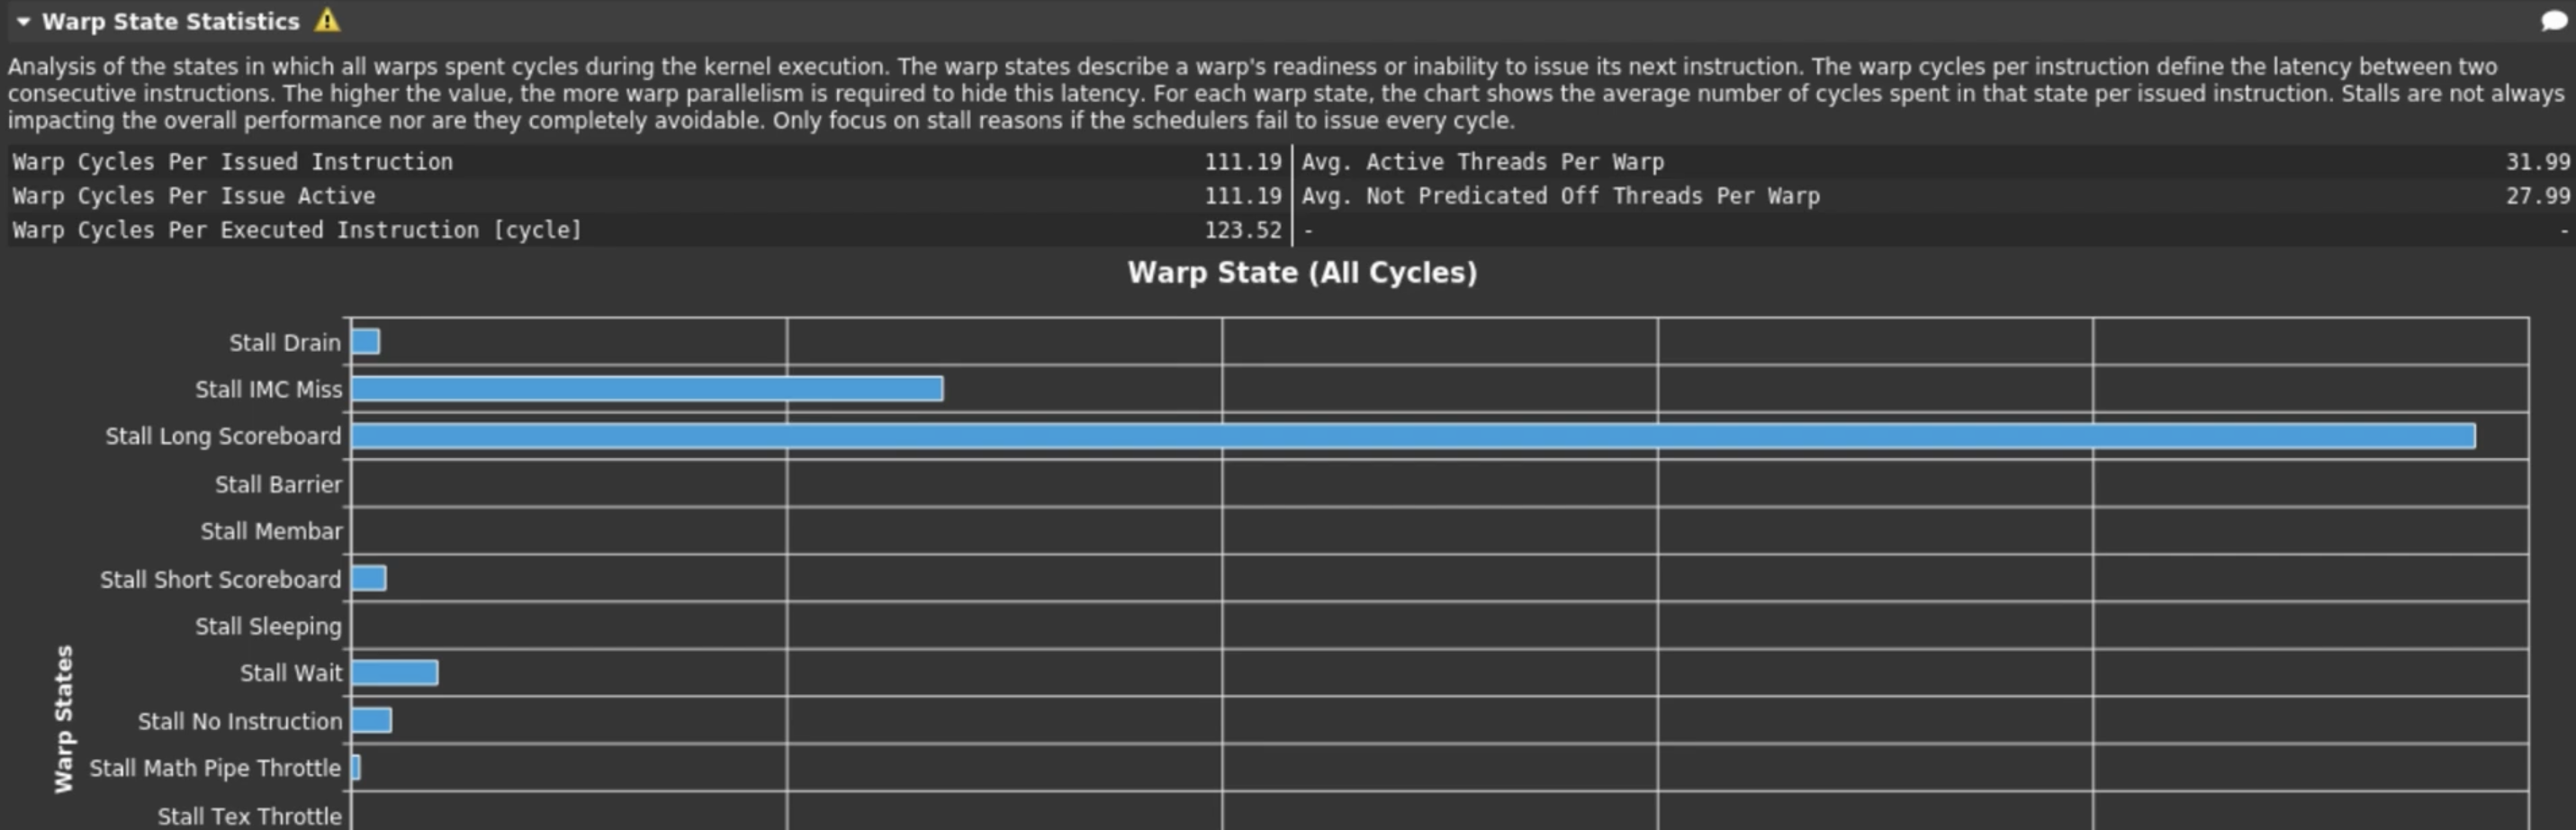 Warp State Statistics
Analysis of the states in which all warps spent cycles during the kernel execution. The warp states describe a warp's readiness or inability to issue its next instruction. The warp cycles per instruction define the latency between two
consecutive instructions. The higher the value, the more warp parallelism is required to hide this latency. For each warp state, the chart shows the average number of cycles spent in that state per issued instruction. Stalls are not always
impacting the overall performance nor are they completely avoidable. Only focus on stall reasons if the schedulers fail to issue every cycle.
Warp Cycles Per Issued Instruction 111.19 Avg. Active Threads Per Warp 31.99
Warp Cycles Per Issue Active 111.19 Avg. Not Predicated Off Threads Per Warp 27.99
Warp Cycles Per Executed Instruction [cycle] 123.52 - -
Warp State (All Cycles)
Stall Drain
Stall IMC Miss
Stall Long Scoreboard
Stall Barrier
Stall Membar
Stall Short Scoreboard
Stall Sleeping
Stall Wait
Stall No Instruction
Stall Math Pipe Throttle
Stall Tex Throttle
Warp States